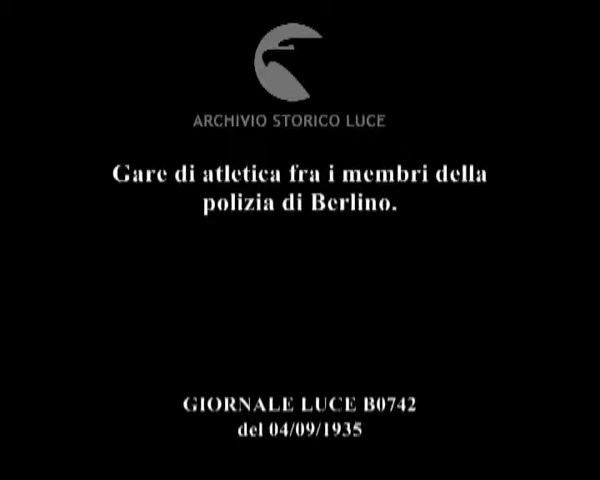 ARCHIVIO STORICO LUCE
Gare di atletica fra i membri della
polizia di Berlino.
GIORNALE LUCE B0742
del 04/09/1935